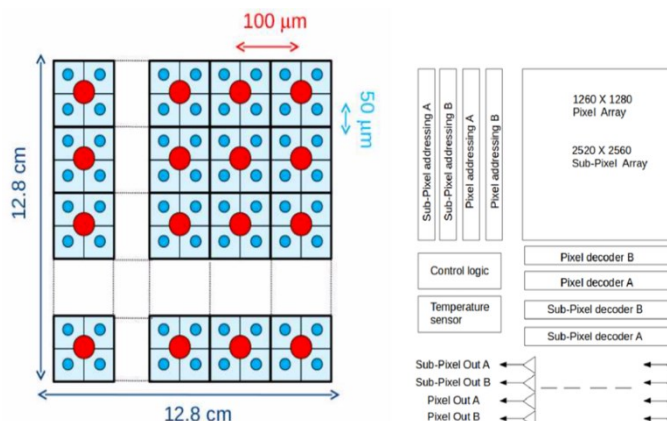 100 µm
50 µm
12.8 cm
12.8 cm
Sub-Pixel addressing A
Sub-Pixel addressing B
Pixel addressing A
Pixel addressing B
1260 X 1280
Pixel Array
2520 X 2560
Sub-Pixel Array
Control logic
Temperature
sensor
Pixel decoder B
Pixel decoder A
Sub-Pixel decoder B
Sub-Pixel decoder A
Sub-Pixel Out A
Sub-Pixel Out B
Pixel Out A
Pixel Out B